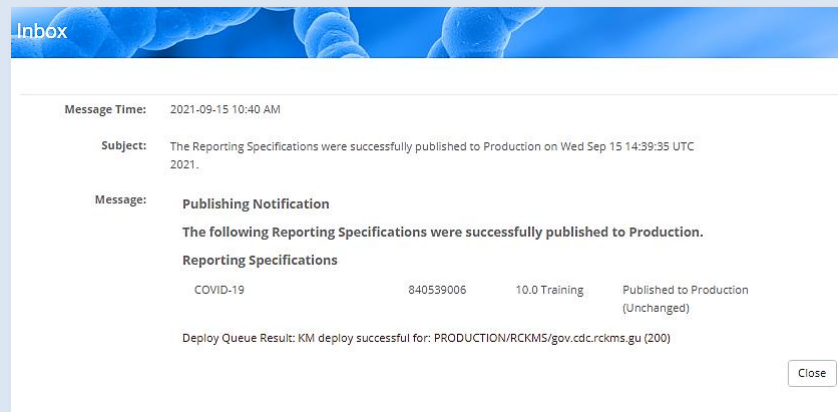 Inbox
Message Time: 2021-09-15 10:40 AM
Subject: The Reporting Specifications were successfully published to Production on Wed Sep 15 14:39:35 UTC
2021.
Message: Publishing Notification
The following Reporting Specifications were successfully published to Production.
Reporting Specifications
COVID-19 840539006 10.0 Training Published to Production
(Unchanged)
Deploy Queue Result: KM deploy successful for: PRODUCTION/RCKMS/gov.cdc.rckms.gu (200)
Close